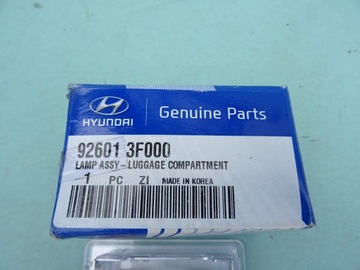 HYUNDAI
Genuine Parts
92601 3F000
LAMP ASSY-LUGGAGE COMPARTMENT
1 PC ZI MADE IN KOREA